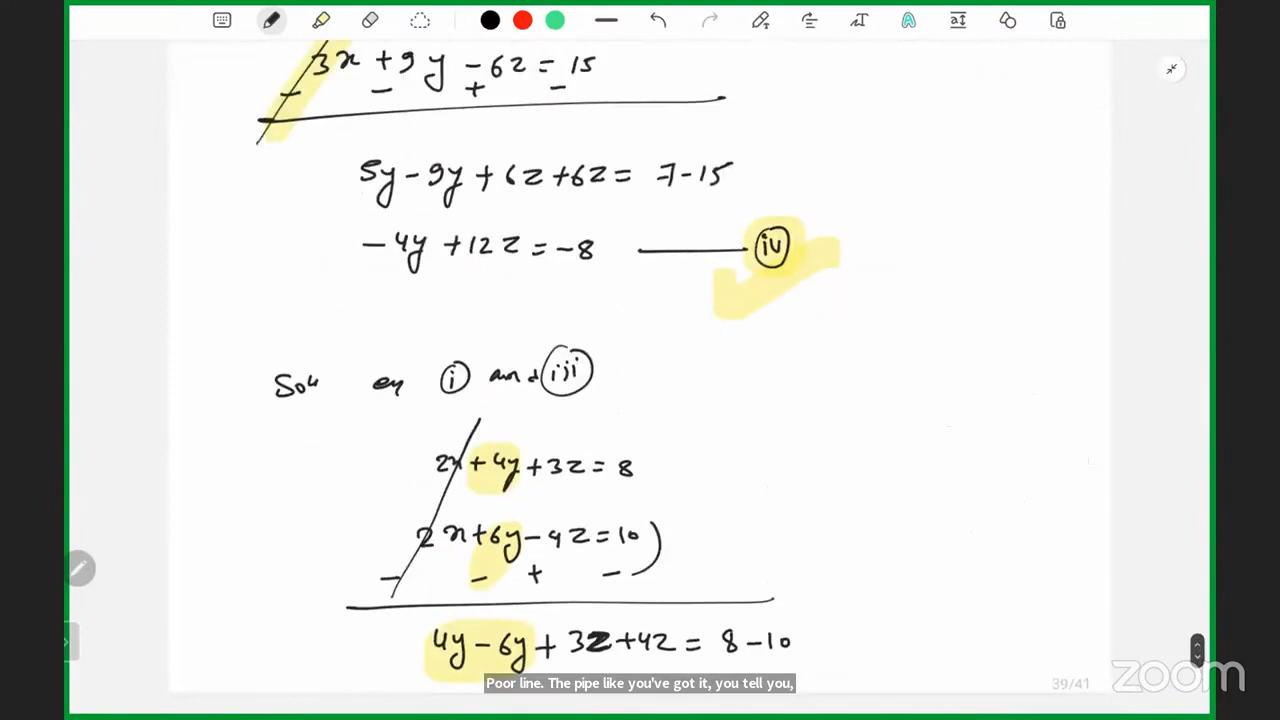 3x + 9y - 6z = 15
- - + -
5y - 9y + 6z + 6z = 7 - 15
- 4y + 12z = - 8 iv
Sol eq i and iii
2x + 4y + 3z = 8
2x + 6y - 4z = 10 )
- - + -
4y - 6y + 3z + 4z = 8 - 10
Poor line. The pipe like you've got it, you tell you,
39/41
zoom